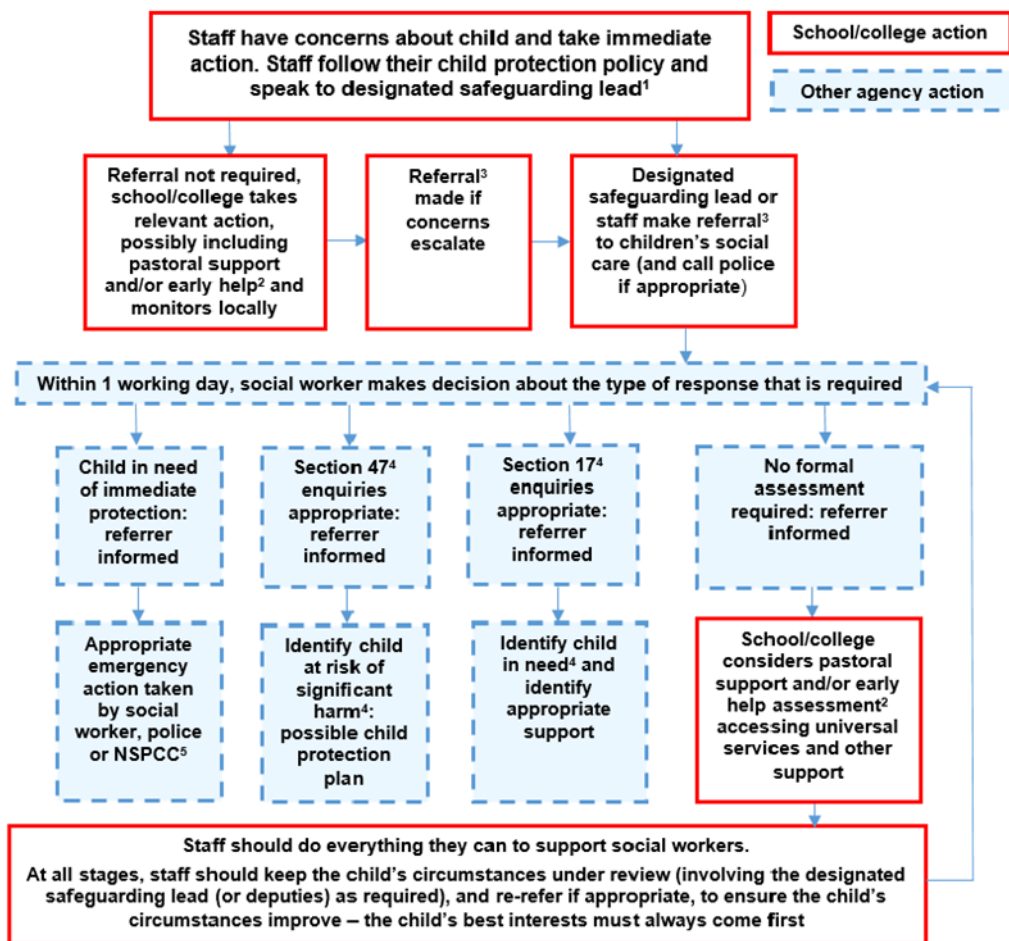 Staff have concerns about child and take immediate
action. Staff follow their child protection policy and
speak to designated safeguarding lead¹
School/college action
Other agency action
Referral not required,
school/college takes
relevant action,
possibly including
pastoral support
and/or early help² and
monitors locally
Referral³
made if
concerns
escalate
Designated
safeguarding lead or
staff make referral³
to children’s social
care (and call police
if appropriate)
Within 1 working day, social worker makes decision about the type of response that is required
Child in need
of immediate
protection:
referrer
informed
Section 47⁴
enquiries
appropriate:
referrer
informed
Section 17⁴
enquiries
appropriate:
referrer
informed
No formal
assessment
required: referrer
informed
Appropriate
emergency
action taken
by social
worker, police
or NSPCC⁵
Identify child
at risk of
significant
harm⁴:
possible child
protection
plan
Identify child
in need⁴ and
identify
appropriate
support
School/college
considers pastoral
support and/or early
help assessment²
accessing universal
services and other
support
Staff should do everything they can to support social workers.
At all stages, staff should keep the child’s circumstances under review (involving the designated
safeguarding lead (or deputies) as required), and re-refer if appropriate, to ensure the child’s
circumstances improve – the child’s best interests must always come first